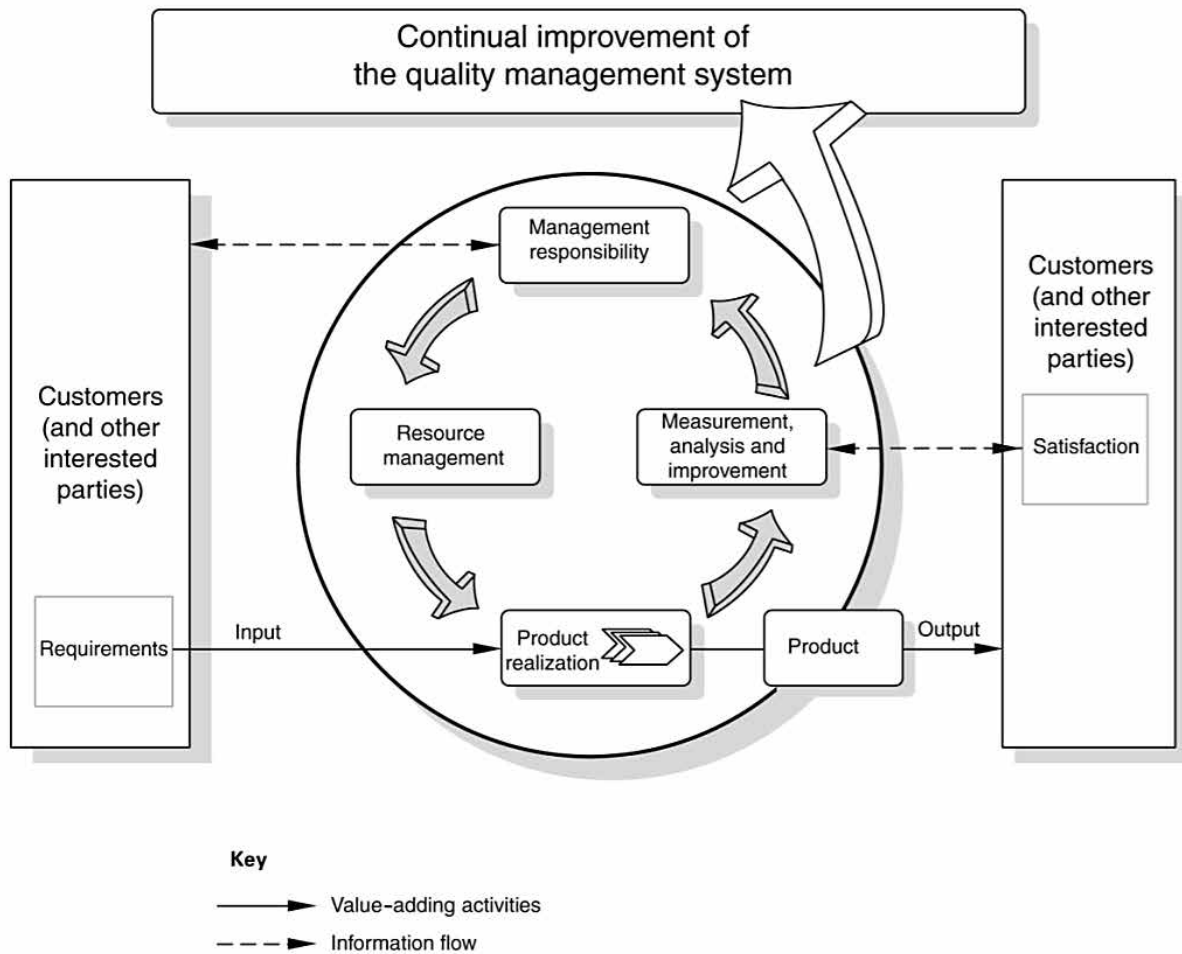 Continual improvement of
the quality management system
Management
responsibility
Customers
(and other
interested
parties)
Customers
(and other
interested
parties)
Resource
management
Measurement,
analysis and
improvement
Satisfaction
Requirements
Input
Product
realization
Product
Output
Key
Value-adding activities
Information flow